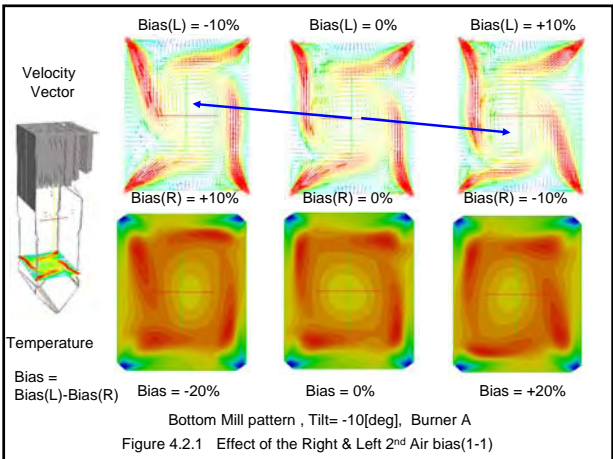 Bias(L) = -10%
Bias(L) = 0%
Bias(L) = +10%
Velocity
Vector
Bias(R) = +10%
Bias(R) = 0%
Bias(R) = -10%
Temperature
Bias =
Bias(L)-Bias(R)
Bias = -20%
Bias = 0%
Bias = +20%
Bottom Mill pattern , Tilt= -10[deg], Burner A
Figure 4.2.1 Effect of the Right & Left 2nd Air bias(1-1)